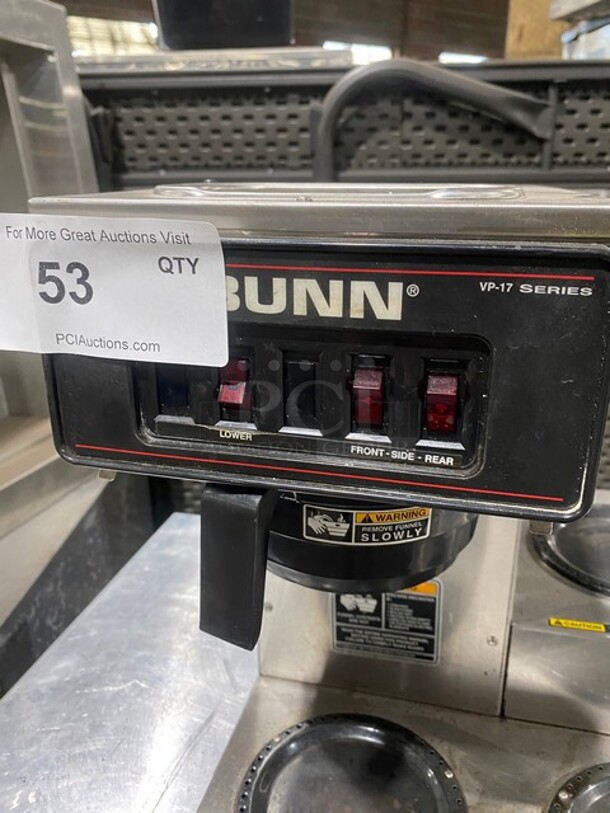 For More Great Auctions Visit
53
QTY
PCIAuctions.com
BUNN®
VP-17 SERIES
PCI
LOWER
FRONT - SIDE - REAR
WARNING
REMOVE FUNNEL
SLOWLY
CAUTION